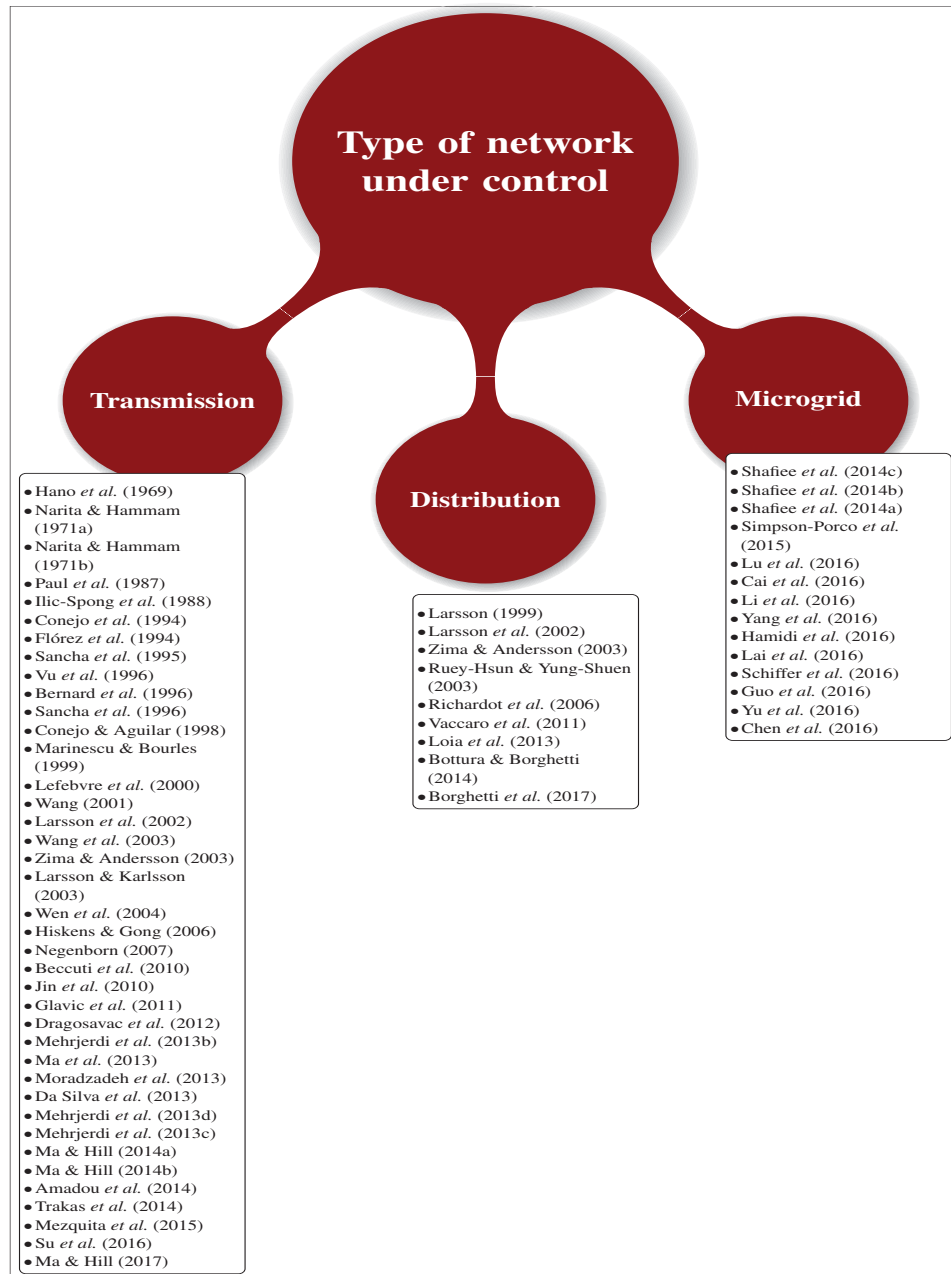 Type of network
under control
Transmission
Distribution
Microgrid
• Hano et al. (1969)
• Narita & Hammam
(1971a)
• Narita & Hammam
(1971b)
• Paul et al. (1987)
• Ilic-Spong et al. (1988)
• Conejo et al. (1994)
• Flórez et al. (1994)
• Sancha et al. (1995)
• Vu et al. (1996)
• Bernard et al. (1996)
• Sancha et al. (1996)
• Conejo & Aguilar (1998)
• Marinescu & Bourles
(1999)
• Lefebvre et al. (2000)
• Wang (2001)
• Larsson et al. (2002)
• Wang et al. (2003)
• Zima & Andersson (2003)
• Larsson & Karlsson
(2003)
• Wen et al. (2004)
• Hiskens & Gong (2006)
• Negenborn (2007)
• Beccuti et al. (2010)
• Jin et al. (2010)
• Glavic et al. (2011)
• Dragosavac et al. (2012)
• Mehrjerdi et al. (2013b)
• Ma et al. (2013)
• Moradzadeh et al. (2013)
• Da Silva et al. (2013)
• Mehrjerdi et al. (2013d)
• Mehrjerdi et al. (2013c)
• Ma & Hill (2014a)
• Ma & Hill (2014b)
• Amadou et al. (2014)
• Trakas et al. (2014)
• Mezquita et al. (2015)
• Su et al. (2016)
• Ma & Hill (2017)
• Larsson (1999)
• Larsson et al. (2002)
• Zima & Andersson (2003)
• Ruey-Hsun & Yung-Shuen
(2003)
• Richardot et al. (2006)
• Vaccaro et al. (2011)
• Loia et al. (2013)
• Bottura & Borghetti
(2014)
• Borghetti et al. (2017)
• Shafiee et al. (2014c)
• Shafiee et al. (2014b)
• Shafiee et al. (2014a)
• Simpson-Porco et al.
(2015)
• Lu et al. (2016)
• Cai et al. (2016)
• Li et al. (2016)
• Yang et al. (2016)
• Hamidi et al. (2016)
• Lai et al. (2016)
• Schiffer et al. (2016)
• Guo et al. (2016)
• Yu et al. (2016)
• Chen et al. (2016)